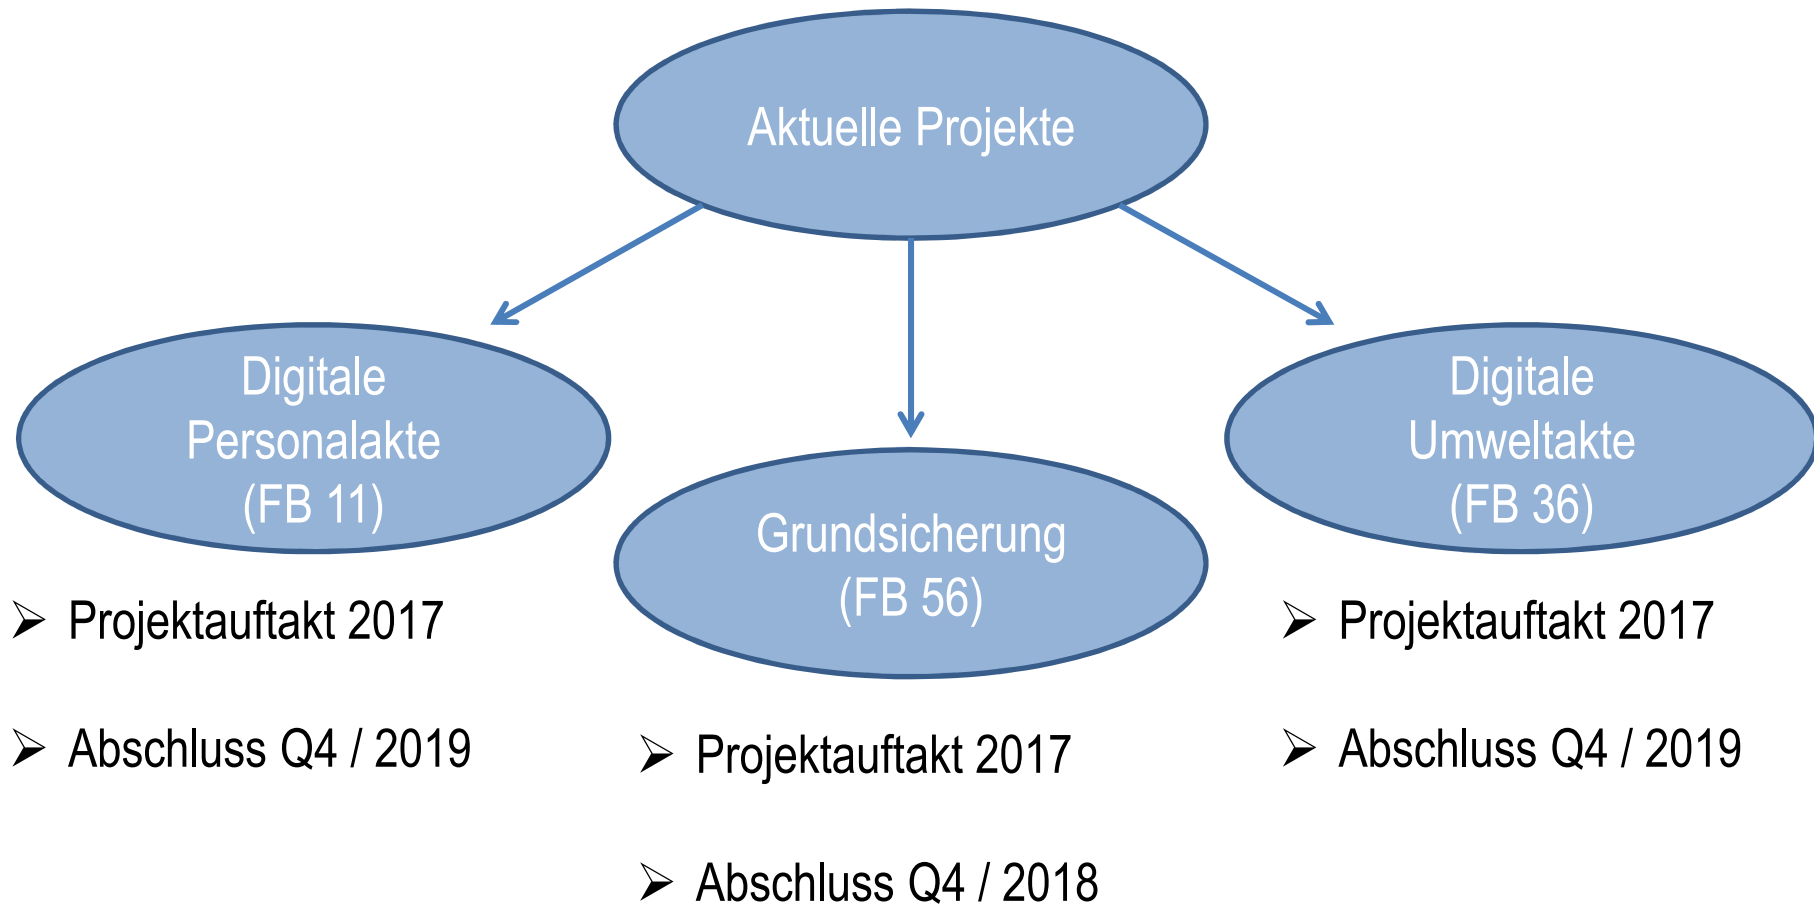 Aktuelle Projekte
Digitale
Personalakte
(FB 11)
➢ Projektauftakt 2017
➢ Abschluss Q4 / 2019
Grundsicherung
(FB 56)
➢ Projektauftakt 2017
➢ Abschluss Q4 / 2018
Digitale
Umweltakte
(FB 36)
➢ Projektauftakt 2017
➢ Abschluss Q4 / 2019